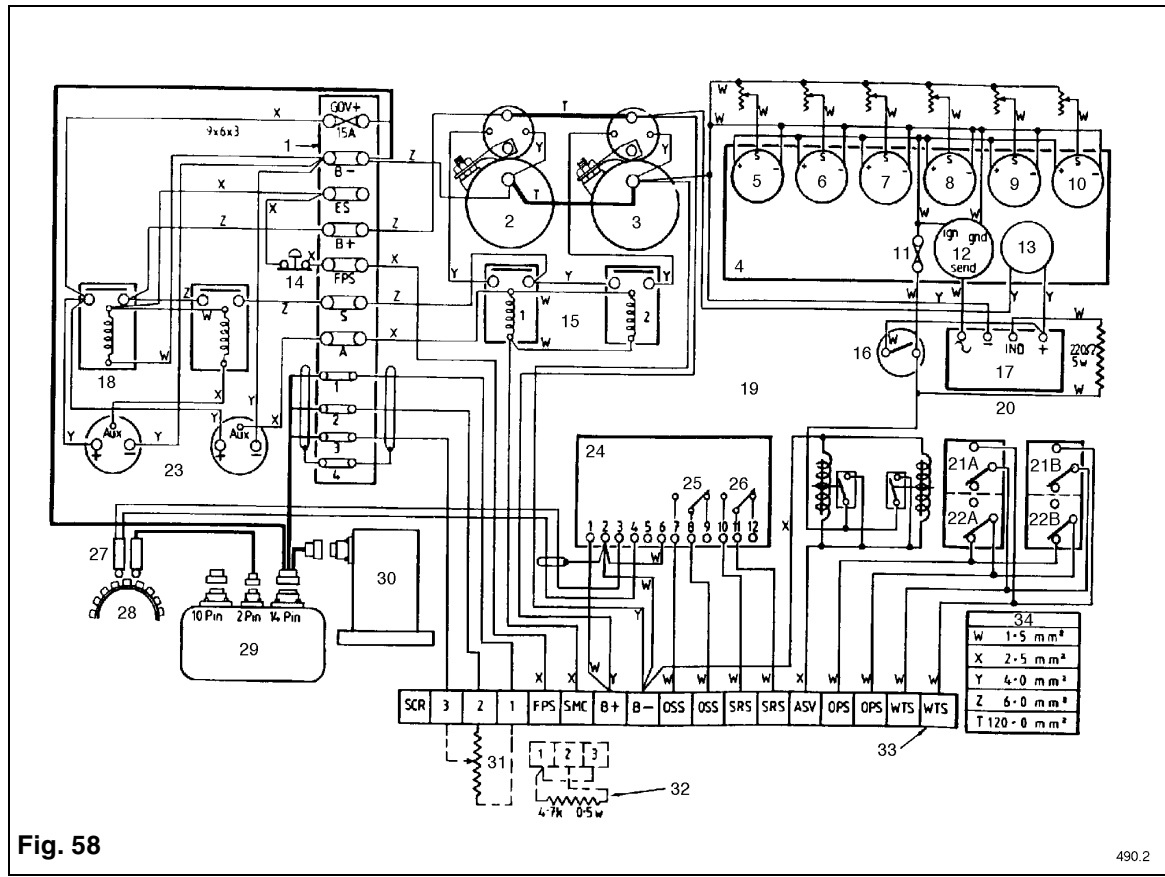 GOV+
15A
X
9x6x3
1
B-
Z
X
ES
X
Z
B+
Z
X
FPS
X
14
S
Z
A
X
1
2
3
4
Z
W
W
18
X
X
Y
Y
Y
Y
Aux
+
-
Aux
+
-
23
T
Y
Y
T
2
3
Y
Y
Y
Y
W
W
1
15
2
W
W
W
W
W
W
W
W
W
+
S
-
5
+
S
-
6
+
S
-
7
+
S
-
8
+
S
-
9
+
S
-
10
4
11
W
W
ign
gnd
12
send
13
W
W
Y
Y
16
W
W
-
IND
+
17
220Ω
5w
W
W
19
20
24
25
26
1
2
3
4
5
6
7
8
9
10
11
12
W
W
X
21A
22A
21B
22B
27
28
10 Pin
2 Pin
14 Pin
29
30
X
X
W
Y
Y
W
W
W
W
X
W
W
W
W
SCR
3
2
1
FPS
SMC
B+
B-
OSS
OSS
SRS
SRS
ASV
OPS
OPS
WTS
WTS
33
31
1
2
3
4·7k
0·5w
32
34
W 1·5 mm²
X 2·5 mm²
Y 4·0 mm²
Z 6·0 mm²
T 120·0 mm²
Fig. 58
490.2